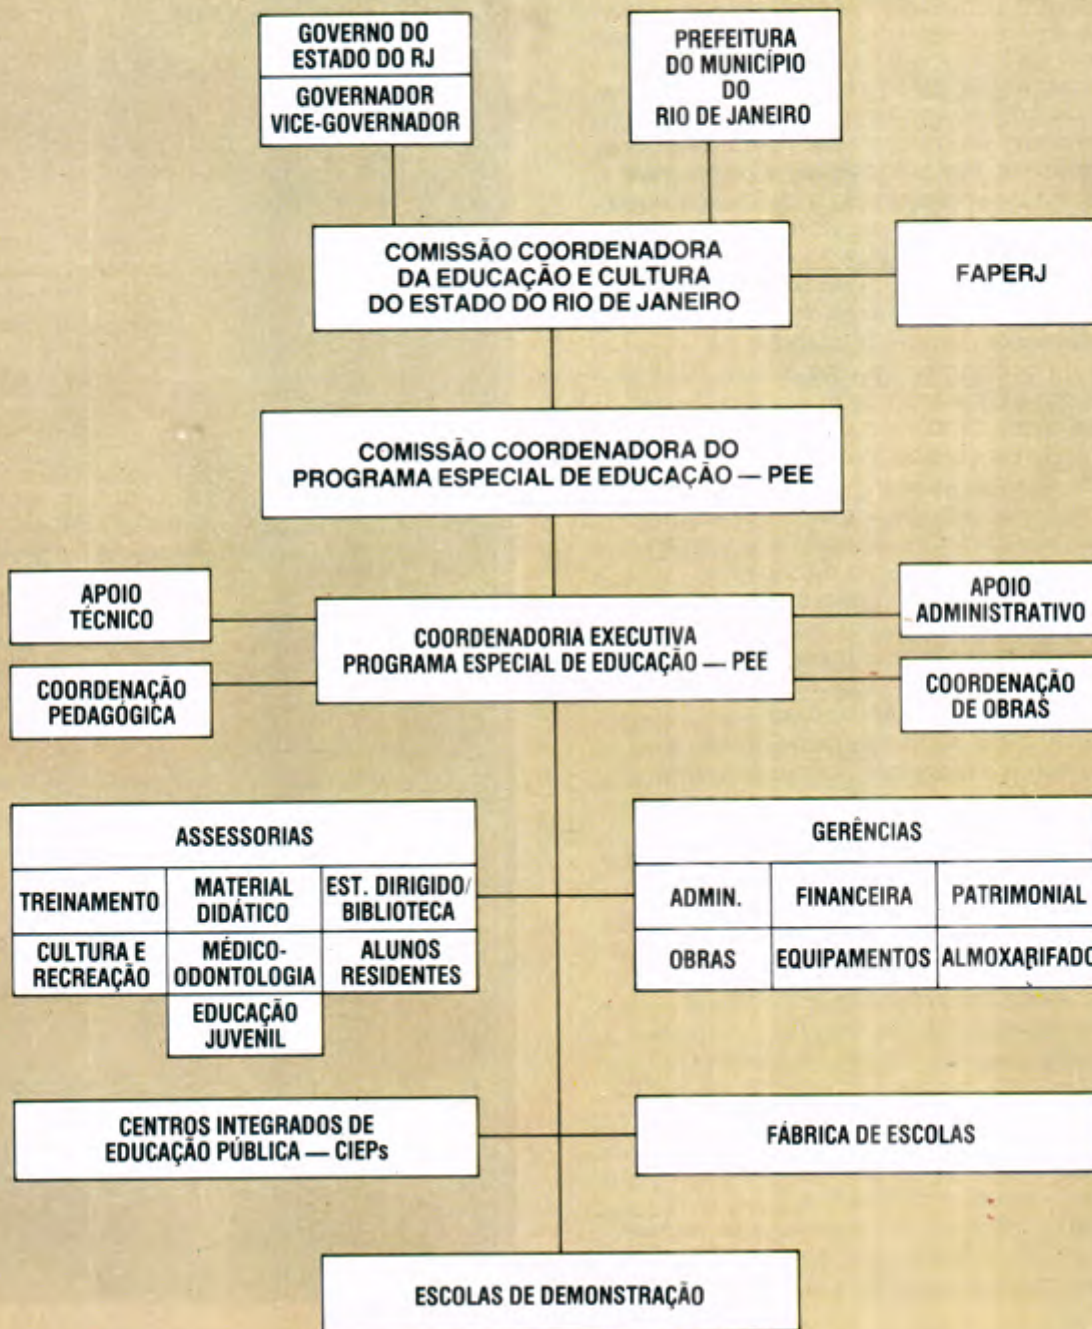 GOVERNO DO
ESTADO DO RJ
GOVERNADOR
VICE-GOVERNADOR
PREFEITURA
DO MUNICÍPIO
DO
RIO DE JANEIRO
COMISSÃO COORDENADORA
DA EDUCAÇÃO E CULTURA
DO ESTADO DO RIO DE JANEIRO
FAPERJ
COMISSÃO COORDENADORA DO
PROGRAMA ESPECIAL DE EDUCAÇÃO — PEE
APOIO
TÉCNICO
COORDENAÇÃO
PEDAGÓGICA
COORDENADORIA EXECUTIVA
PROGRAMA ESPECIAL DE EDUCAÇÃO — PEE
APOIO
ADMINISTRATIVO
COORDENAÇÃO
DE OBRAS
ASSESSORIAS
TREINAMENTO
MATERIAL
DIDÁTICO
EST. DIRIGIDO/
BIBLIOTECA
CULTURA E
RECREAÇÃO
MÉDICO-
ODONTOLOGIA
ALUNOS
RESIDENTES
EDUCAÇÃO
JUVENIL
GERÊNCIAS
ADMIN.
FINANCEIRA
PATRIMONIAL
OBRAS
EQUIPAMENTOS
ALMOXARIFADO
CENTROS INTEGRADOS DE
EDUCAÇÃO PÚBLICA — CIEPs
FÁBRICA DE ESCOLAS
ESCOLAS DE DEMONSTRAÇÃO